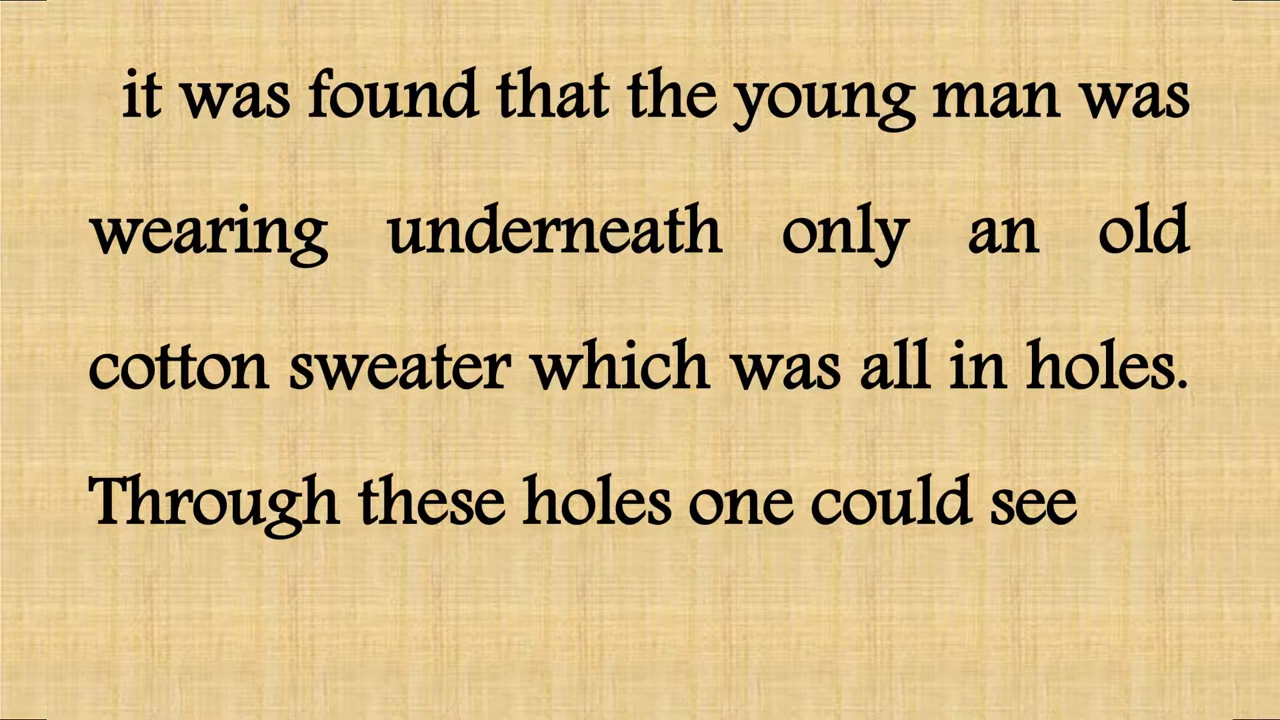 it was found that the young man was
wearing underneath only an old
cotton sweater which was all in holes.
Through these holes one could see